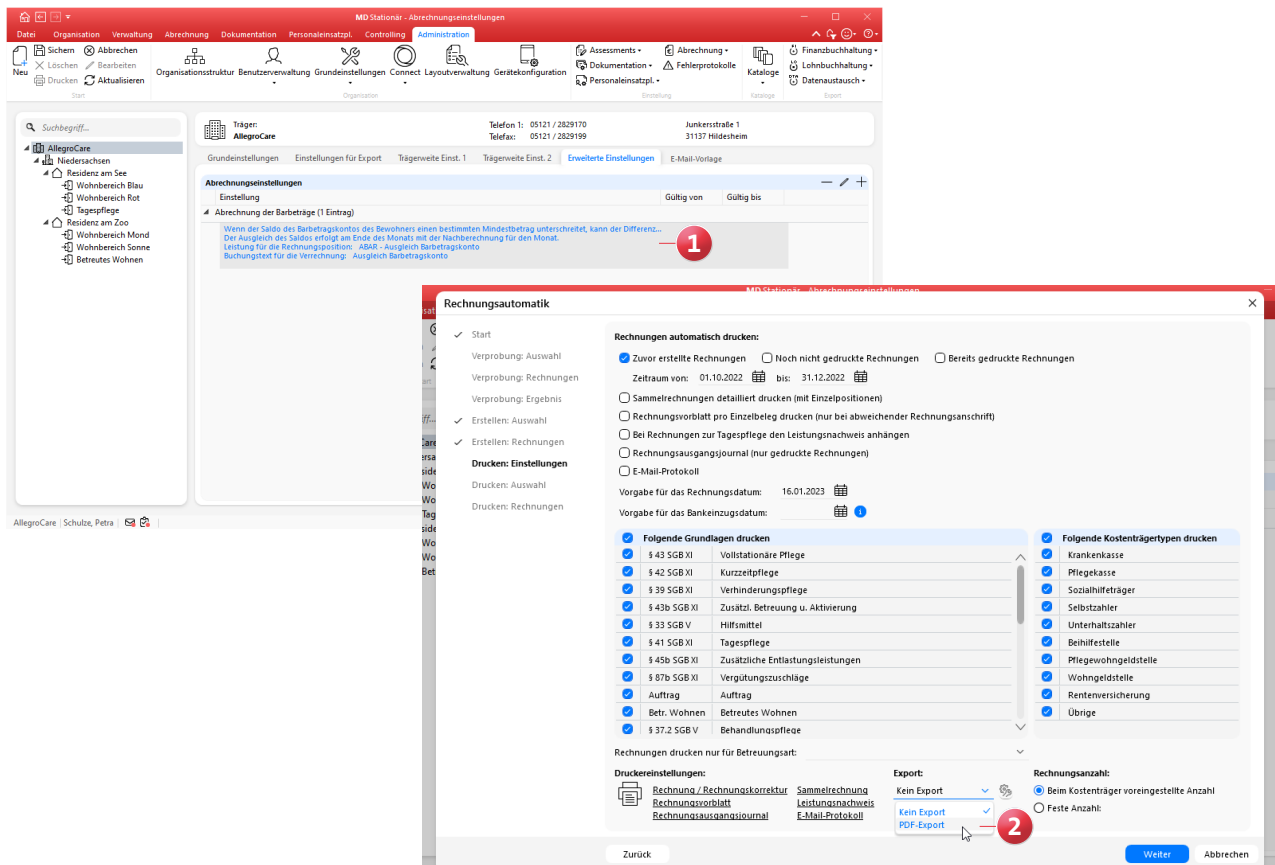 MD Stationär - Abrechnungseinstellungen
Datei Organisation Verwaltung Abrechnung Dokumentation Personaleinsatzpl. Controlling Administration
Neu
Sichern Abbrechen
Löschen Bearbeiten
Drucken Aktualisieren
Start
Organisationsstruktur Benutzerverwaltung Grundeinstellungen Connect Layoutverwaltung Gerätekonfiguration
Organisation
Assessments Abrechnung
Dokumentation Fehlerprotokolle
Personaleinsatzpl.
Einstellung
Kataloge
Kataloge
Finanzbuchhaltung
Lohnbuchhaltung
Datenaustausch
Export
Suchbegriff...
AllegroCare
Niedersachsen
Residenz am See
Wohnbereich Blau
Wohnbereich Rot
Tagespflege
Residenz am Zoo
Wohnbereich Mond
Wohnbereich Sonne
Betreutes Wohnen
Träger: Telefon 1: 05121 / 2829170 Junkersstraße 1
AllegroCare Telefax: 05121 / 2829199 31137 Hildesheim
Grundeinstellungen Einstellungen für Export Trägerweite Einst. 1 Trägerweite Einst. 2 Erweiterte Einstellungen E-Mail-Vorlage
Abrechnungseinstellungen
Einstellung Gültig von Gültig bis
Abrechnung der Barbeträge (1 Eintrag)
Wenn der Saldo des Barbetragskontos des Bewohners einen bestimmten Mindestbetrag unterschreitet, kann der Differenz...
Der Ausgleich des Saldos erfolgt am Ende des Monats mit der Nachberechnung für den Monat.
Leistung für die Rechnungsposition: ABAR - Ausgleich Barbetragskonto
Buchungstext für die Verrechnung: Ausgleich Barbetragskonto
1
AllegroCare Schulze, Petra
MD Stationär - Abrechnungseinstellungen
Rechnungsautomatik
Start
Verprobung: Auswahl
Verprobung: Rechnungen
Verprobung: Ergebnis
Erstellen: Auswahl
Erstellen: Rechnungen
Drucken: Einstellungen
Drucken: Auswahl
Drucken: Rechnungen
Rechnungen automatisch drucken:
Zuvor erstellte Rechnungen Noch nicht gedruckte Rechnungen Bereits gedruckte Rechnungen
Zeitraum von: 01.10.2022 bis: 31.12.2022
Sammelrechnungen detailliert drucken (mit Einzelpositionen)
Rechnungsvorblatt pro Einzelbeleg drucken (nur bei abweichender Rechnungsanschrift)
Bei Rechnungen zur Tagespflege den Leistungsnachweis anhängen
Rechnungsausgangsjournal (nur gedruckte Rechnungen)
E-Mail-Protokoll
Vorgabe für das Rechnungsdatum: 16.01.2023
Vorgabe für das Bankeinzugsdatum:
Folgende Grundlagen drucken
§ 43 SGB XI Vollstationäre Pflege
§ 42 SGB XI Kurzzeitpflege
§ 39 SGB XI Verhinderungspflege
§ 43b SGB XI Zusätzl. Betreuung u. Aktivierung
§ 33 SGB V Hilfsmittel
§ 41 SGB XI Tagespflege
§ 45b SGB XI Zusätzliche Entlastungsleistungen
§ 87b SGB XI Vergütungszuschläge
Auftrag Auftrag
Betr. Wohnen Betreutes Wohnen
§ 37.2 SGB V Behandlungspflege
Folgende Kostenträgertypen drucken
Krankenkasse
Pflegekasse
Sozialhilfeträger
Selbstzahler
Unterhaltszahler
Beihilfestelle
Pflegewohngeldstelle
Wohngeldstelle
Rentenversicherung
Übrige
Rechnungen drucken nur für Betreuungsart:
Druckereinstellungen:
Rechnung / Rechnungskorrektur Sammelrechnung
Rechnungsvorblatt Leistungsnachweis
Rechnungsausgangsjournal E-Mail-Protokoll
Export:
Kein Export
Kein Export
PDF-Export
2
Rechnungsanzahl:
Beim Kostenträger voreingestellte Anzahl
Feste Anzahl:
Zurück Weiter Abbrechen